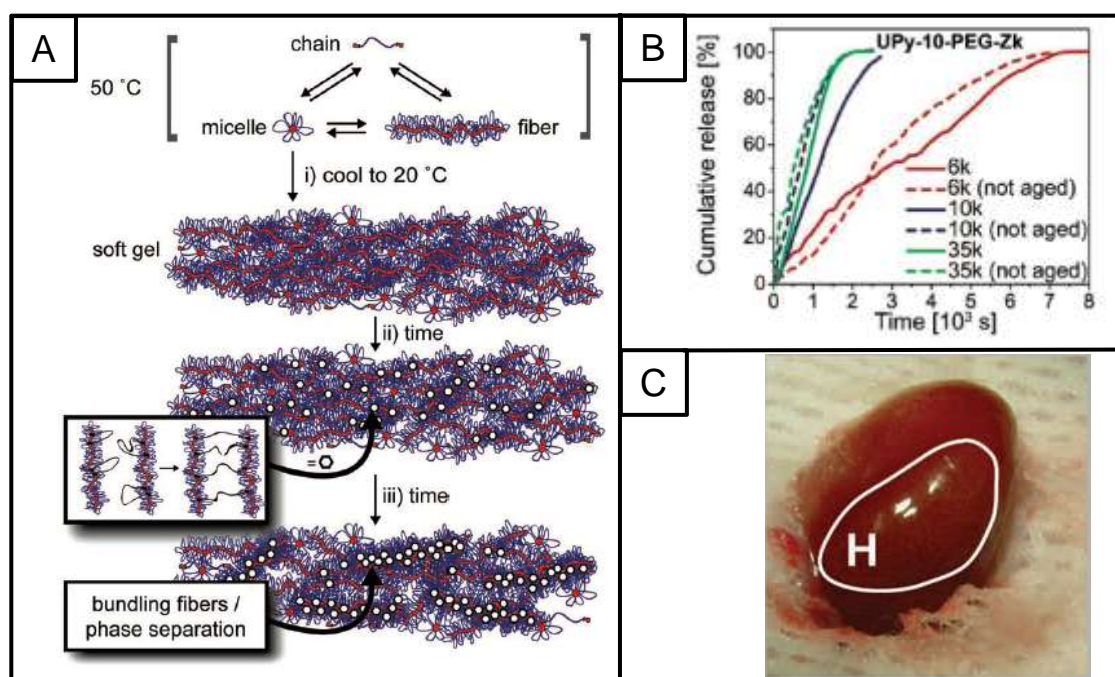 A
chain
50 ˚C
micelle
fiber
i) cool to 20 ˚C
soft gel
ii) time
=
iii) time
bundling fibers /
phase separation
B
UPy-10-PEG-Zk
Cumulative release [%]
100
80
60
40
20
0
6k
6k (not aged)
10k
10k (not aged)
35k
35k (not aged)
0 1 2 3 4 5 6 7 8
Time [10³ s]
C
H